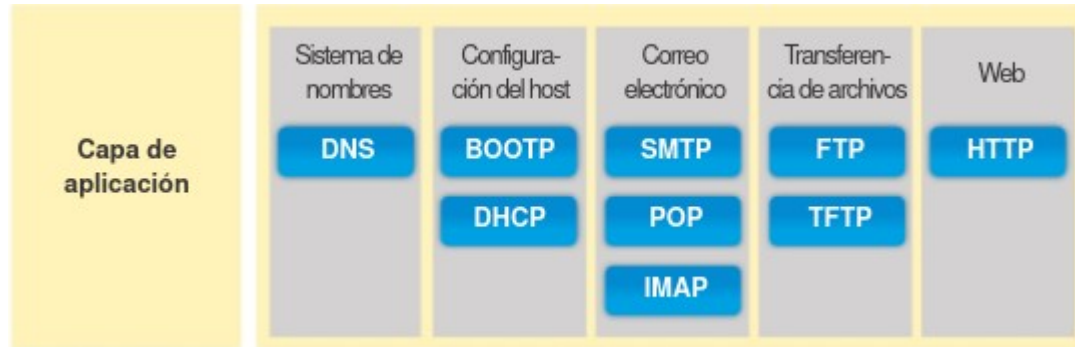 Capa de
aplicación
Sistema de
nombres
DNS
Configura-
ción del host
BOOTP
DHCP
Correo
electrónico
SMTP
POP
IMAP
Transferen-
cia de archivos
FTP
TFTP
Web
HTTP